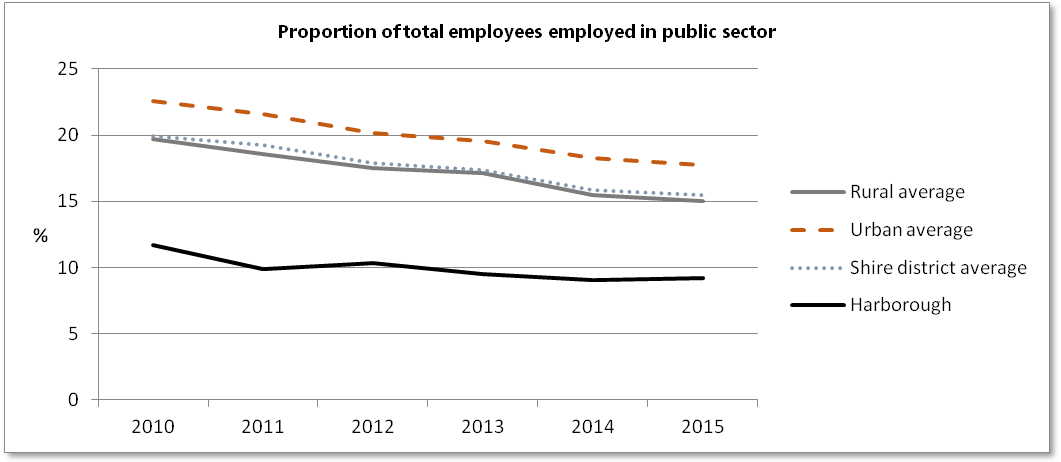 Proportion of total employees employed in public sector
25
20
15
10
5
0
%
2010 2011 2012 2013 2014 2015
Rural average
Urban average
Shire district average
Harborough